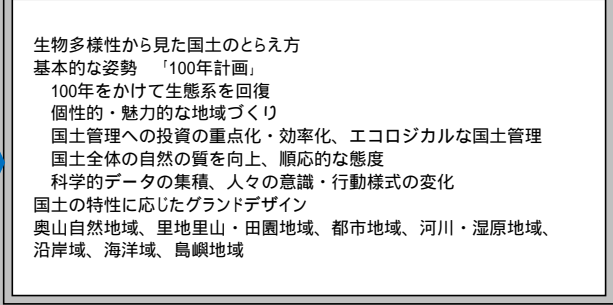 生物多様性から見た国土のとらえ方
基本的な姿勢　「100年計画」
100年をかけて生態系を回復
個性的・魅力的な地域づくり
国土管理への投資の重点化・効率化、エコロジカルな国土管理
国土全体の自然の質を向上、順応的な態度
科学的データの集積、人々の意識・行動様式の変化
国土の特性に応じたグランドデザイン
奥山自然地域、里地里山・田園地域、都市地域、河川・湿原地域、
沿岸域、海洋域、島嶼地域